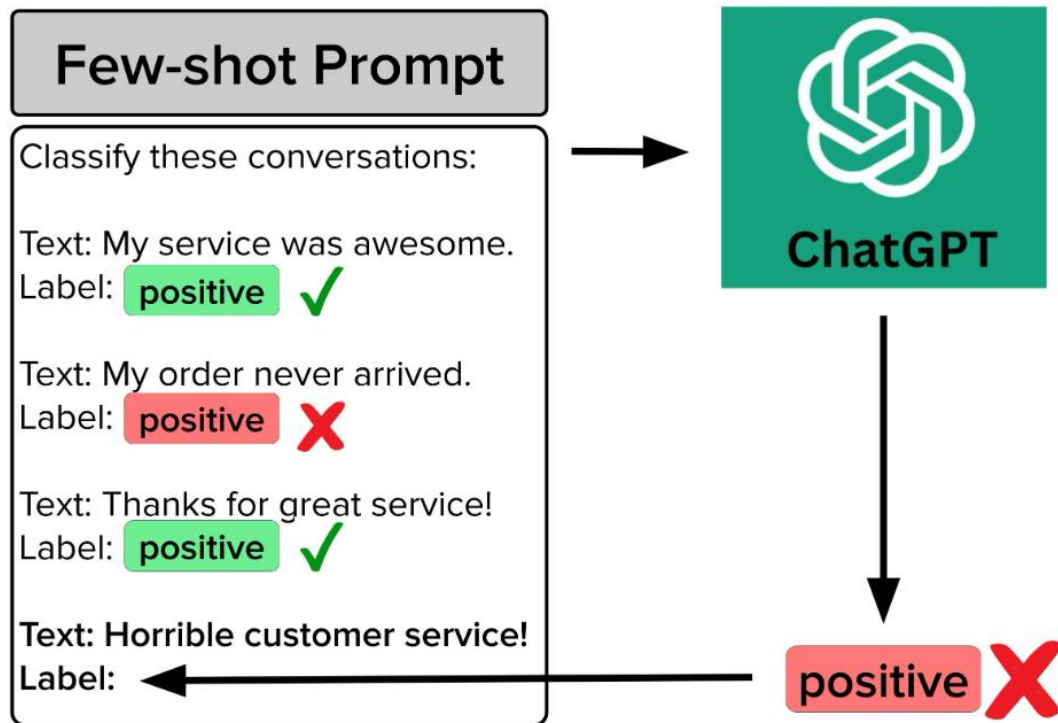 Few-shot Prompt
Classify these conversations:
Text: My service was awesome.
Label: positive
Text: My order never arrived.
Label: positive
Text: Thanks for great service!
Label: positive
Text: Horrible customer service!
Label:
ChatGPT
positive